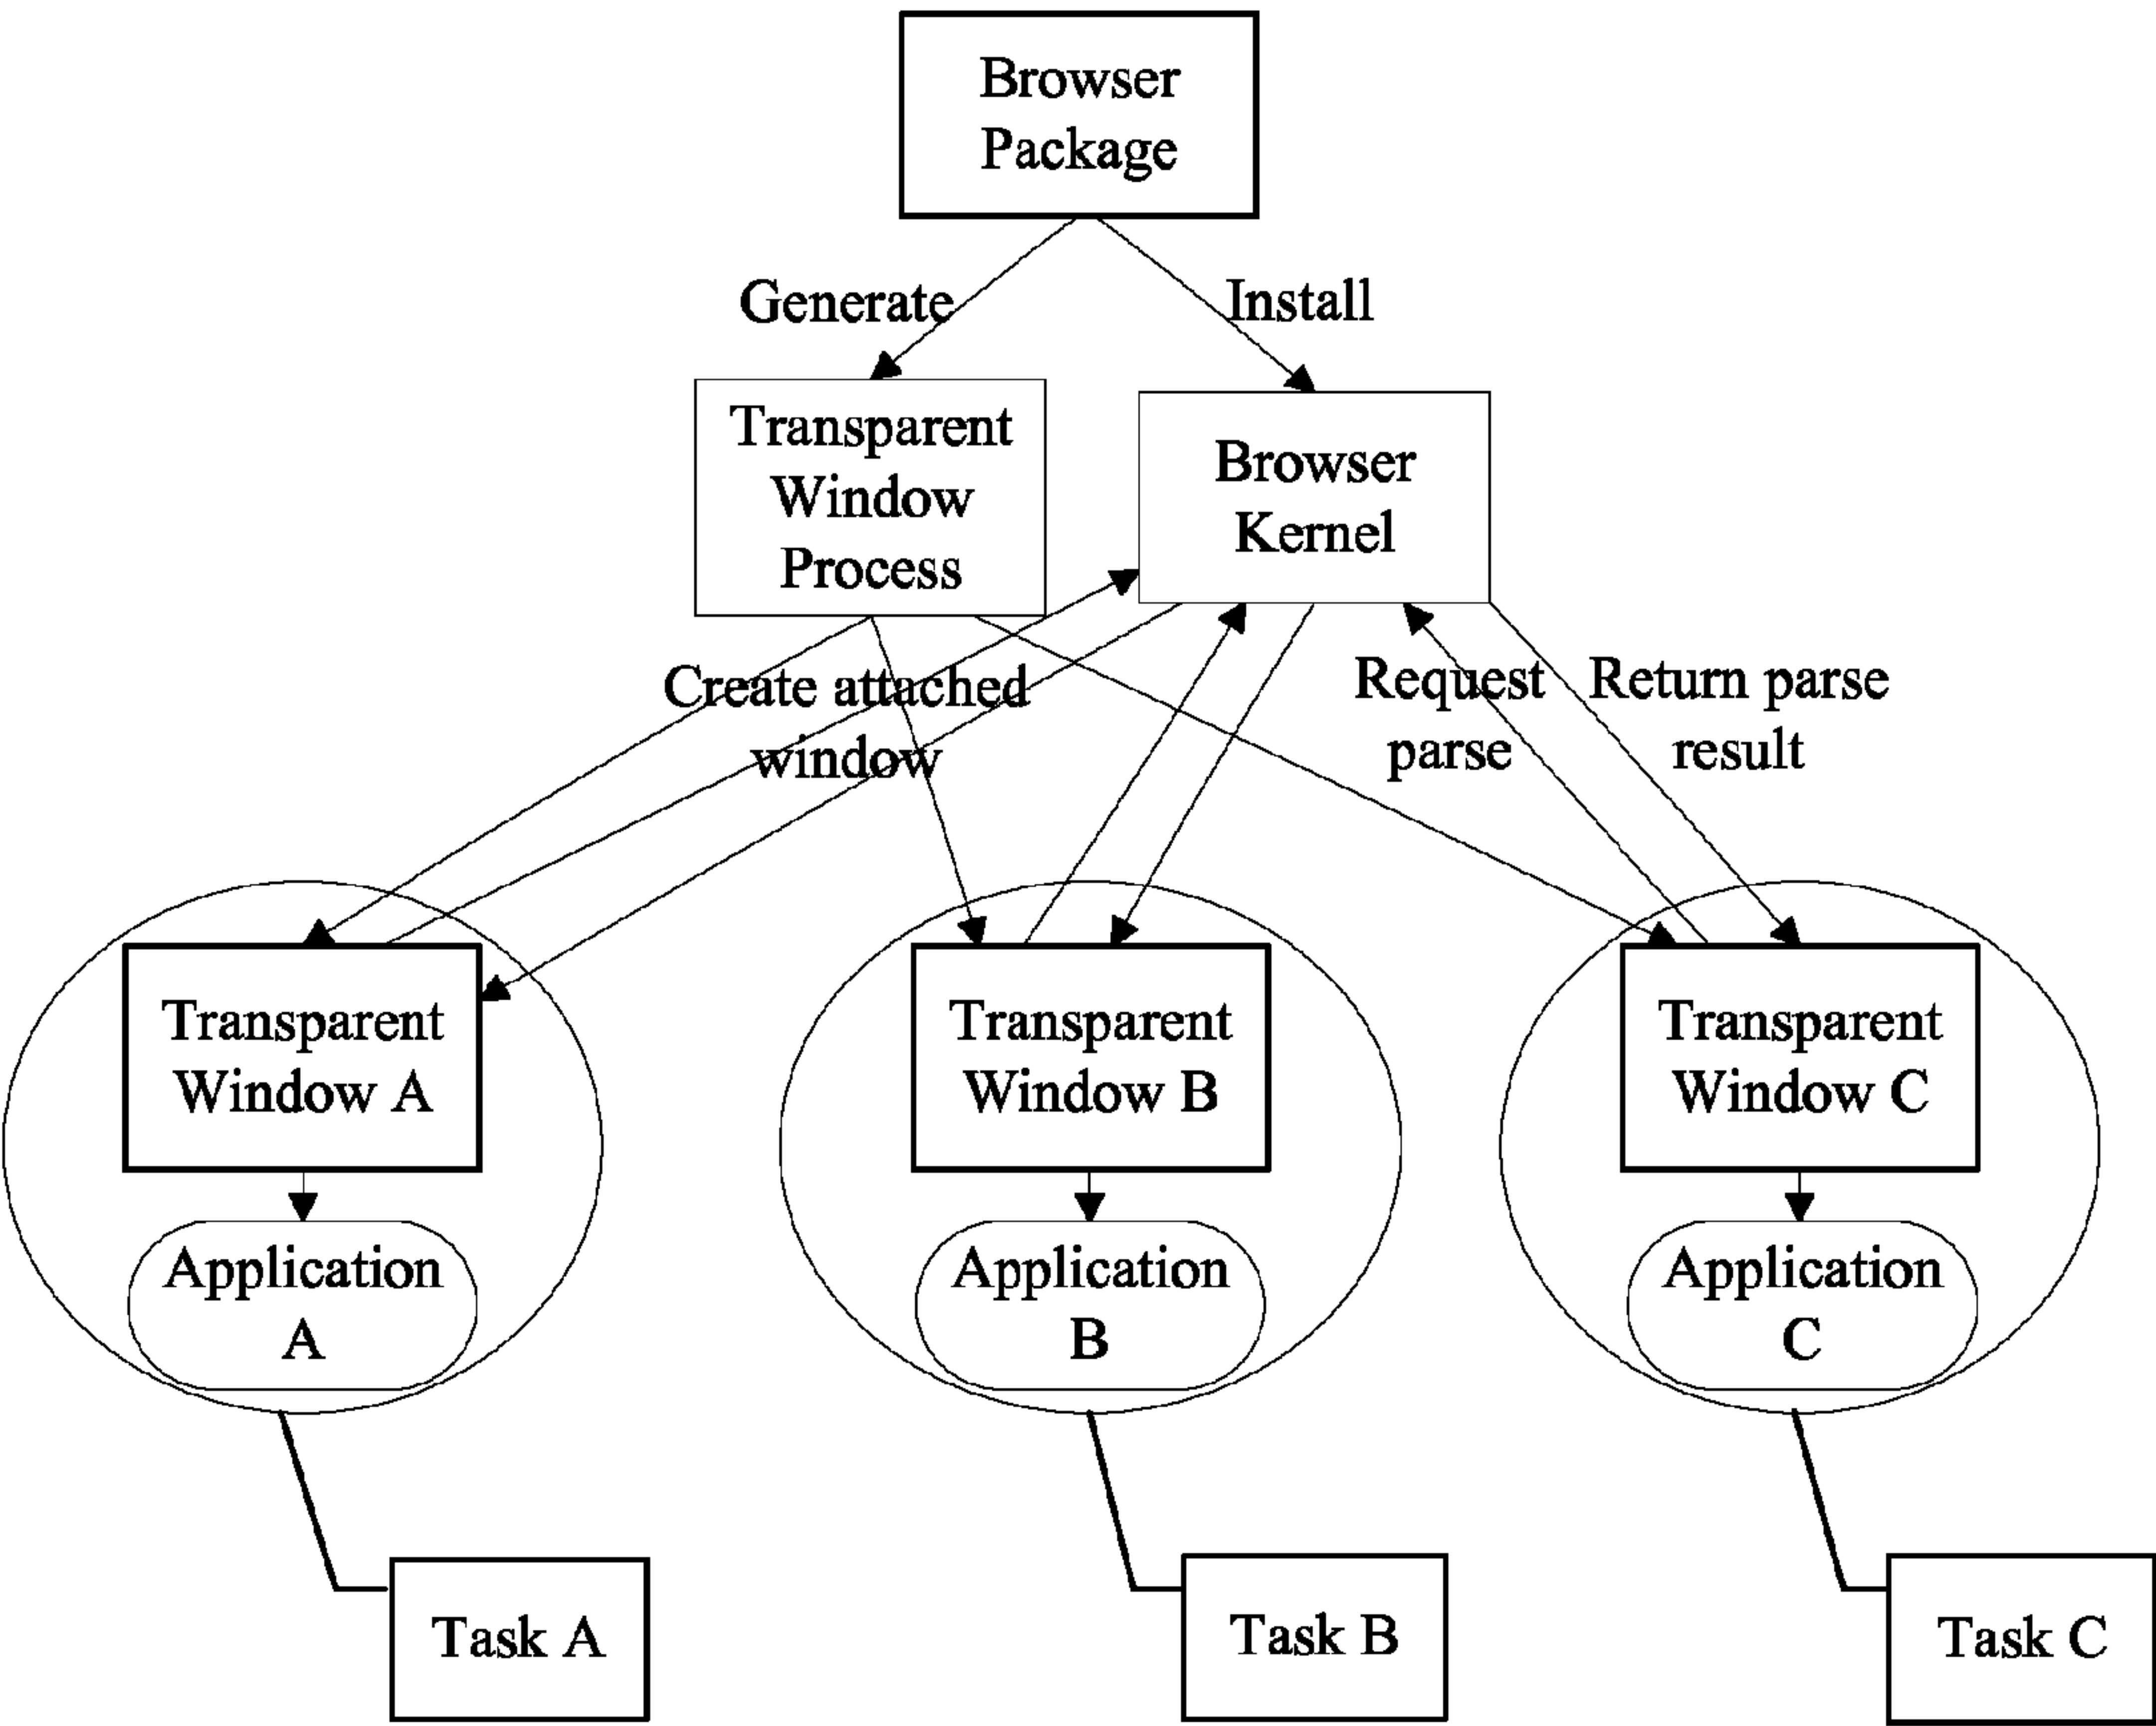 Browser
Package
Generate
Install
Transparent
Window
Process
Browser
Kernel
Create attached
window
Request
parse
Return parse
result
Transparent
Window A
Transparent
Window B
Transparent
Window C
Application
A
Application
B
Application
C
Task A
Task B
Task C